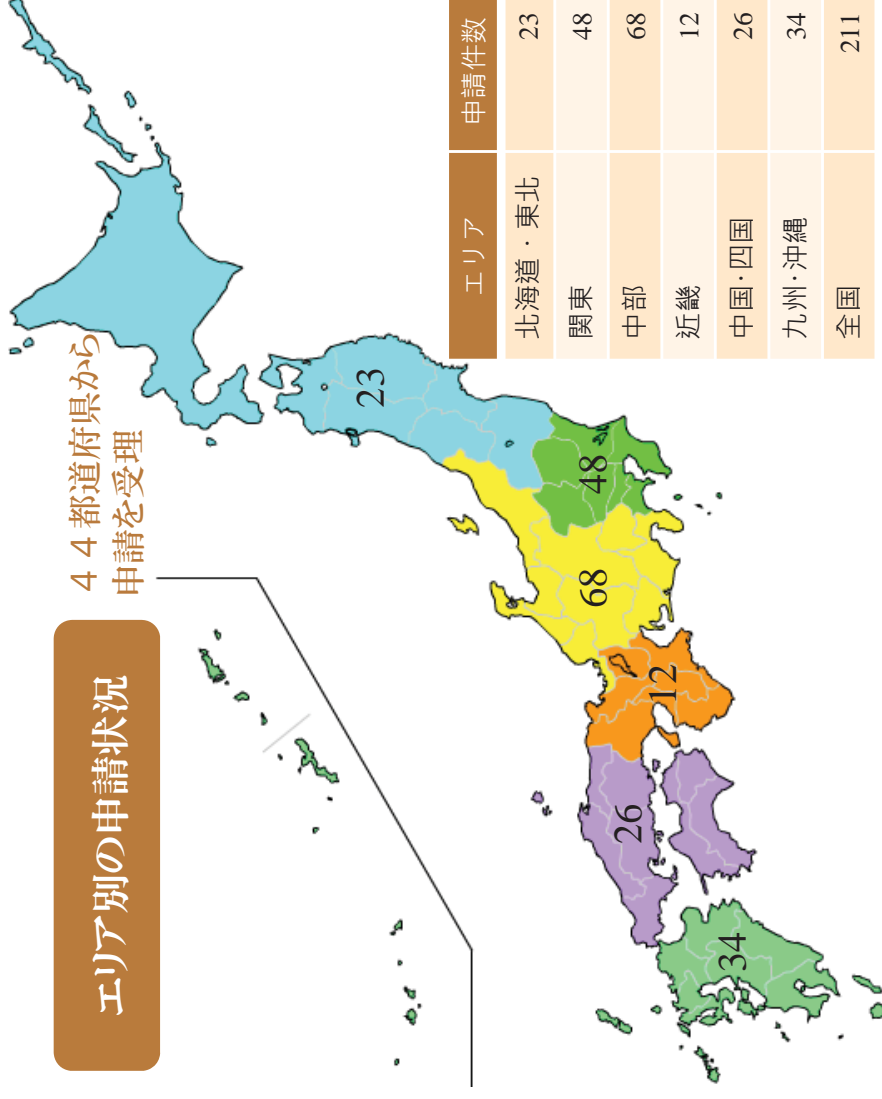 エリア別の申請状況
４４都道府県から
申請を受理
23
48
68
12
26
34
エリア 申請件数
北海道・東北 23
関東 48
中部 68
近畿 12
中国・四国 26
九州・沖縄 34
全国 211